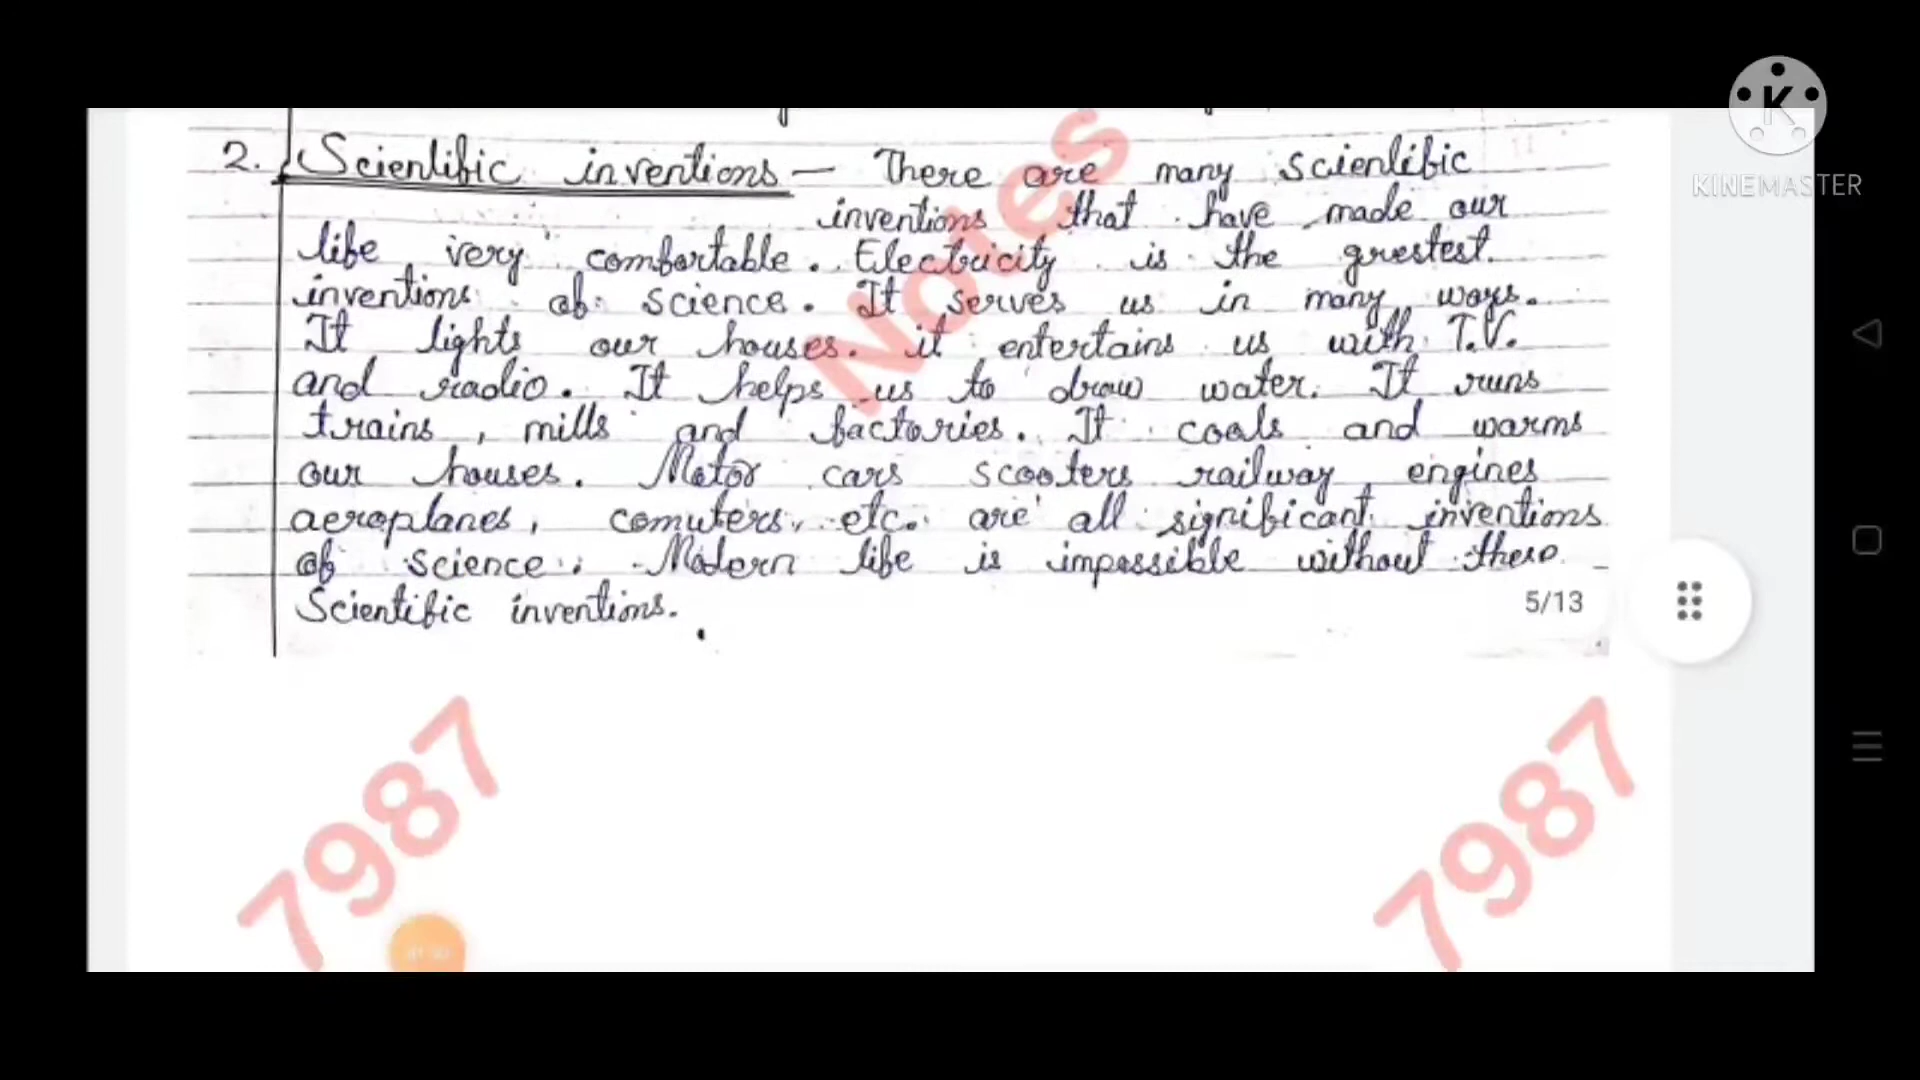 2. Scientific inventions — There are many scientific
inventions that have made our
life very comfortable. Electricity is the grestest
inventions of science. It serves us in many ways.
It lights our houses. it entertains us with T.V.
and radio. It helps us to draw water. It runs
trains, mills and factories. It coals and warms
our houses. Motor cars scooters railway engines
aeroplanes, comuters, etc. are all significant inventions
of science. Modern life is impossible without these
Scientific inventions.
5/13
Notes
7987
7987
K
KINEMASTER